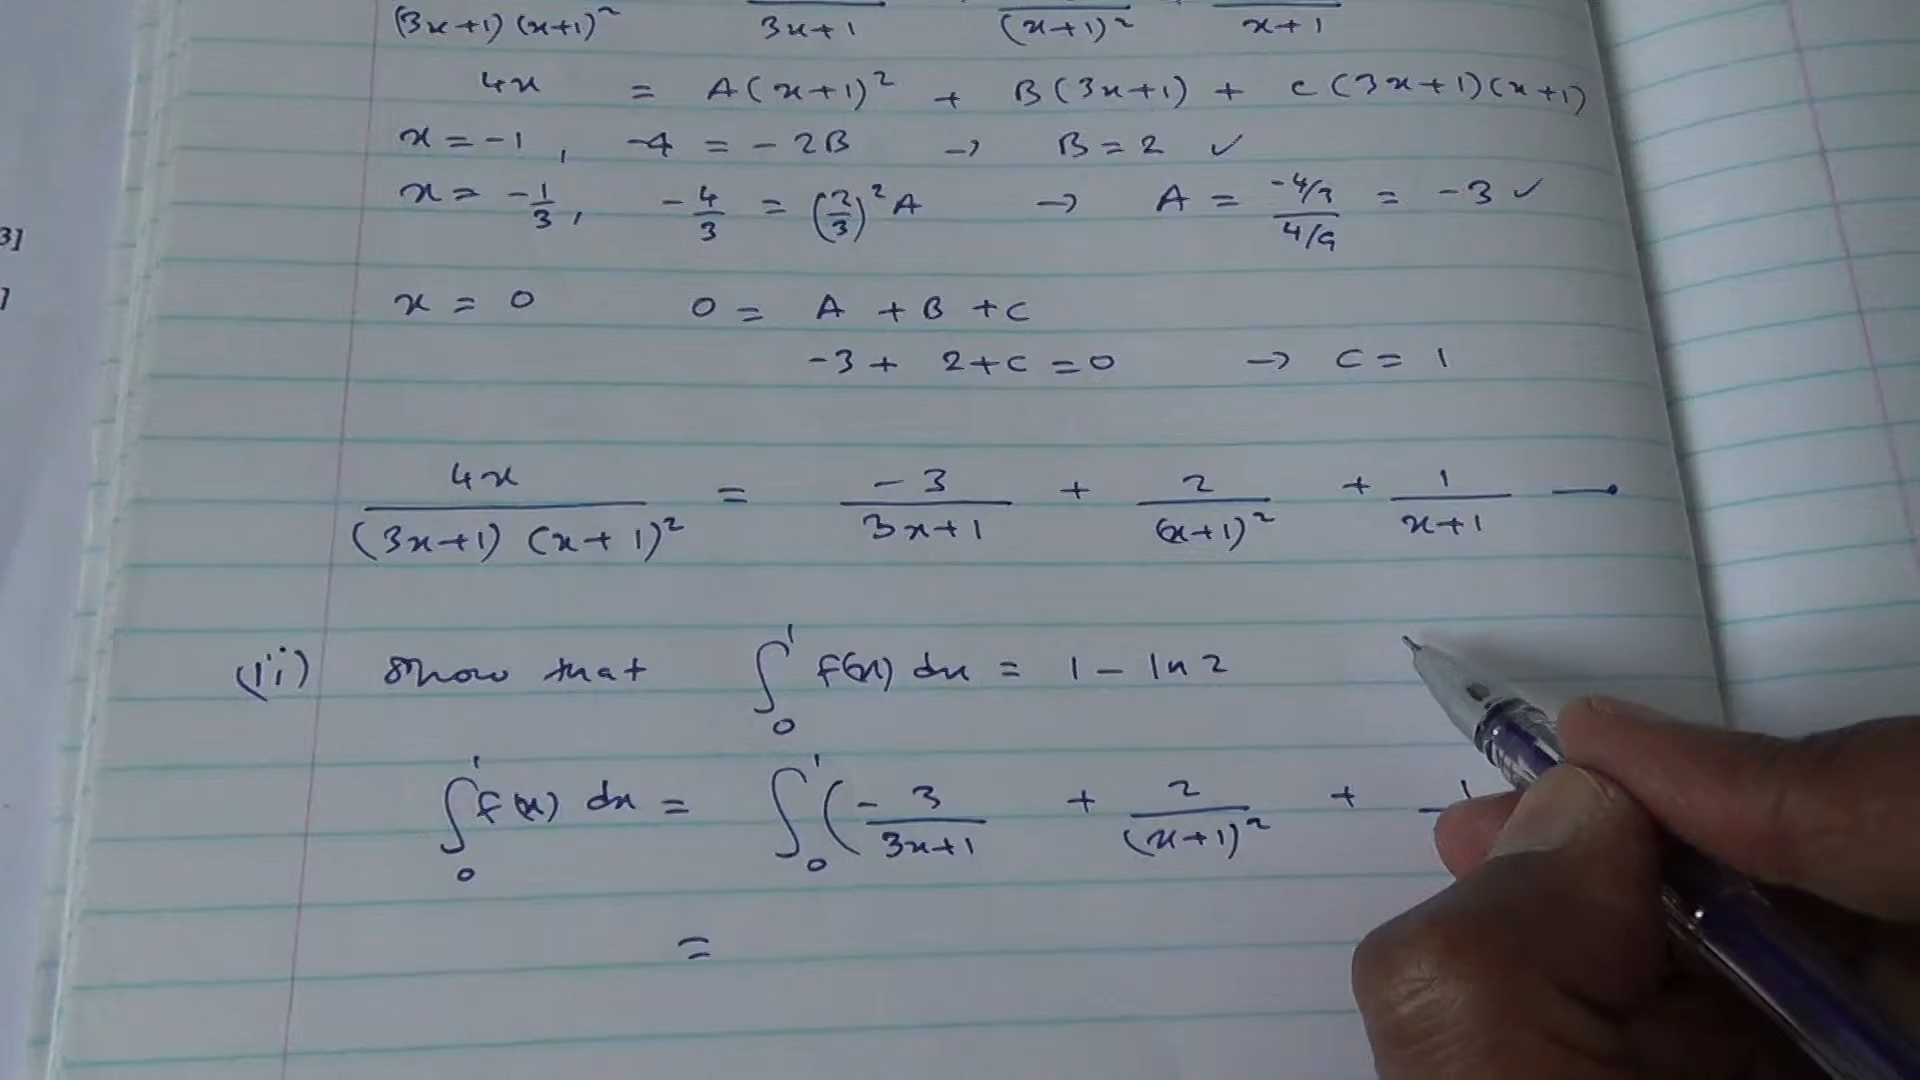 (3x+1) (x+1)² 3x+1 (x+1)² x+1
4x = A(x+1)² + B(3x+1) + C(3x+1)(x+1)
x = -1, -4 = -2B → B = 2 ✓
x = -1/3, -4/3 = (2/3)² A → A = (-4/3)/(4/9) = -3 ✓
3]
]
x = 0 0 = A + B + C
-3 + 2 + C = 0 → C = 1
4x/((3x+1) (x+1)²) = -3/(3x+1) + 2/(x+1)² + 1/(x+1)
(ii) Show that ∫₀¹ f(x) dx = 1 - ln 2
∫₀¹ f(x) dx = ∫₀¹ (-3/(3x+1) + 2/(x+1)² + 1
=